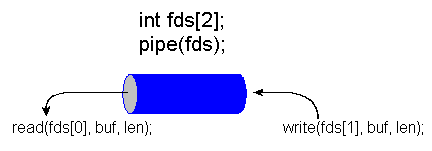 int fds[2];
pipe(fds);
read(fds[0], buf, len);
write(fds[1], buf, len);